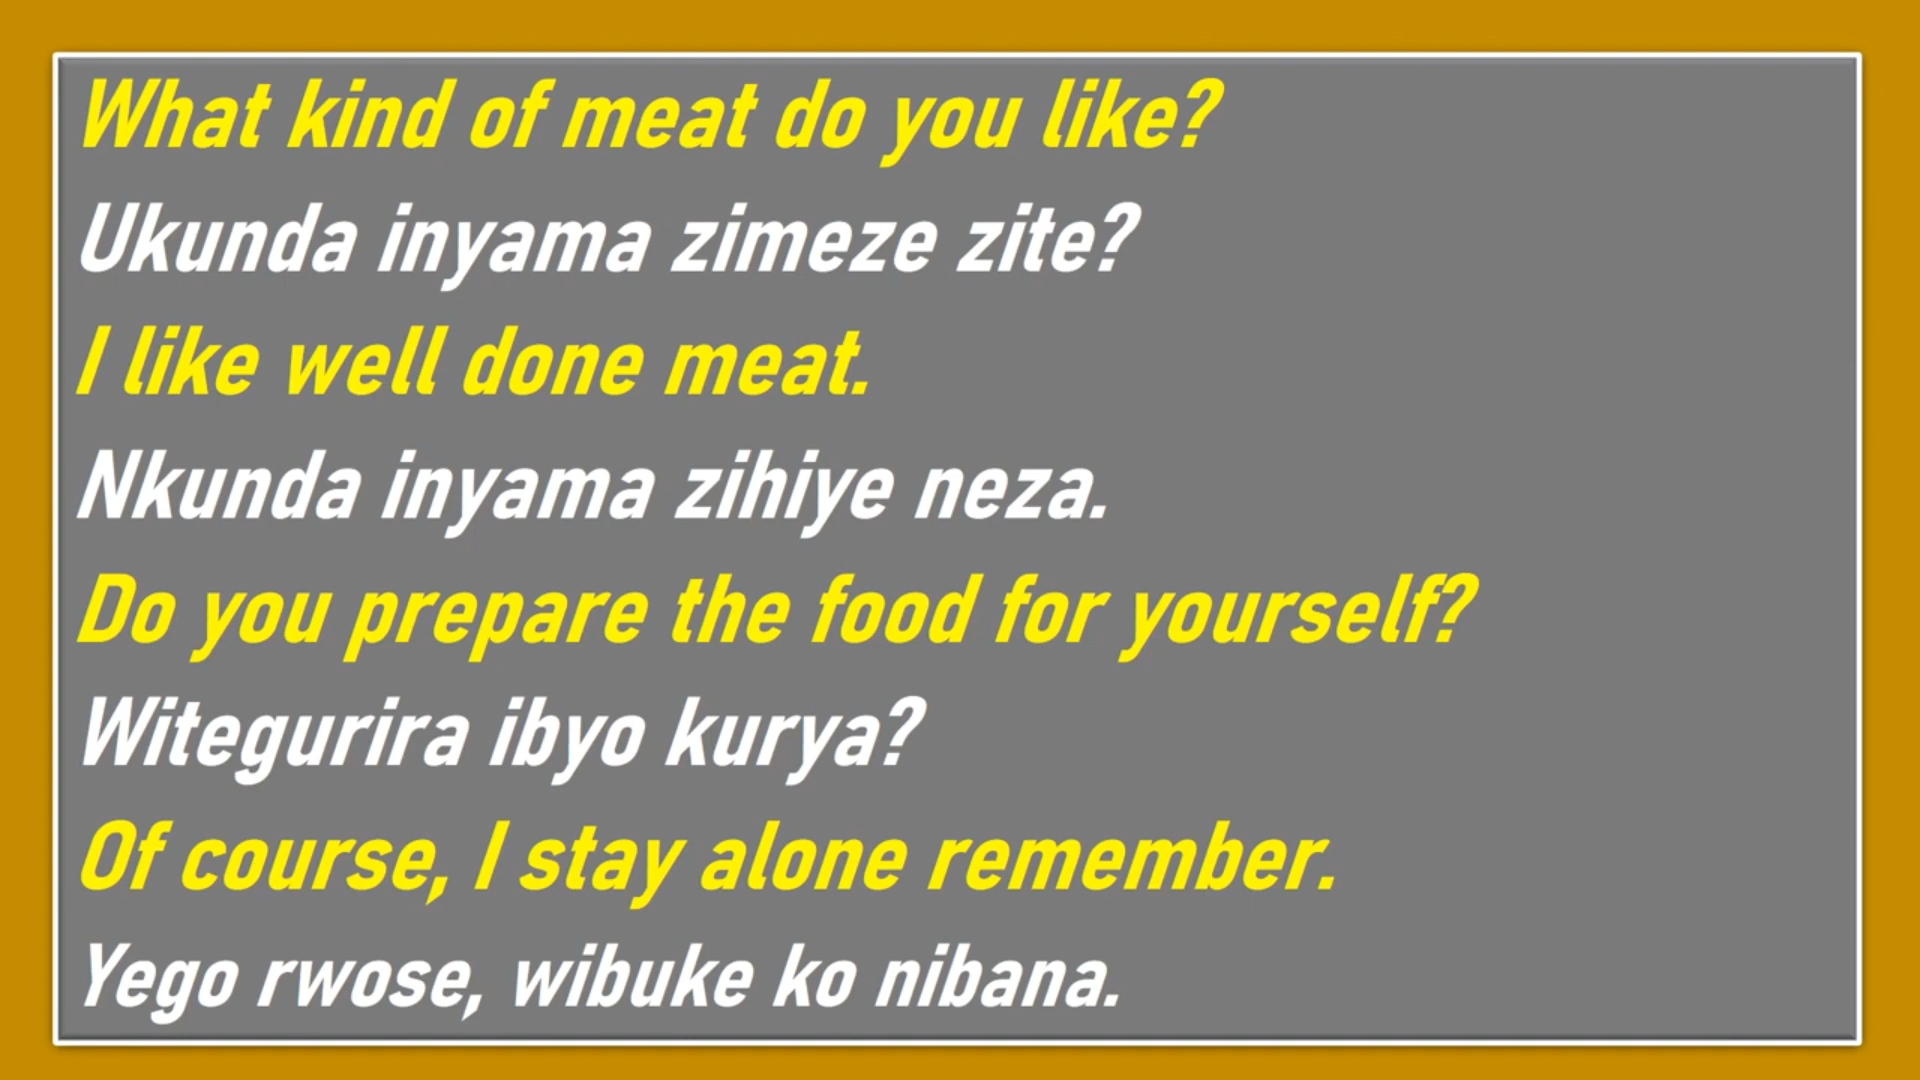 What kind of meat do you like?
Ukunda inyama zimeze zite?
I like well done meat.
Nkunda inyama zihiye neza.
Do you prepare the food for yourself?
Witegurira ibyo kurya?
Of course, I stay alone remember.
Yego rwose, wibuke ko nibana.